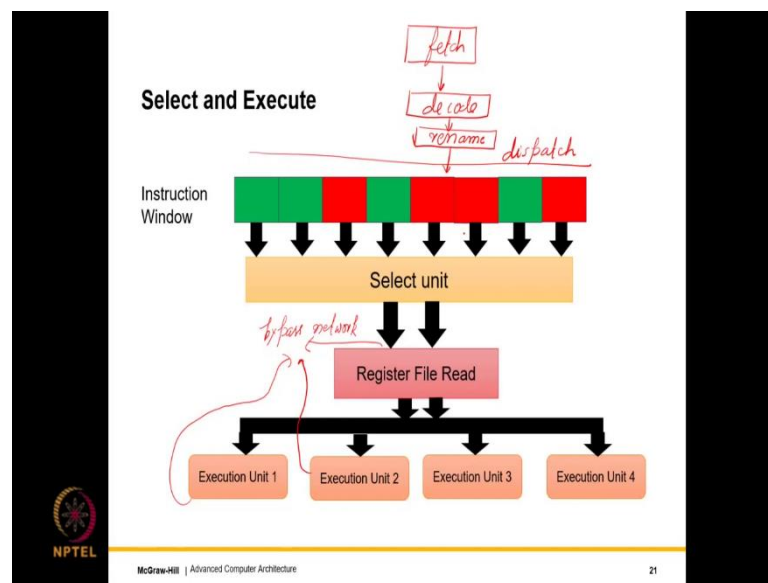 fetch
decode
rename
dispatch
Select and Execute
Instruction
Window
Select unit
bypass network
Register File Read
Execution Unit 1
Execution Unit 2
Execution Unit 3
Execution Unit 4
NPTEL
McGraw-Hill | Advanced Computer Architecture
21